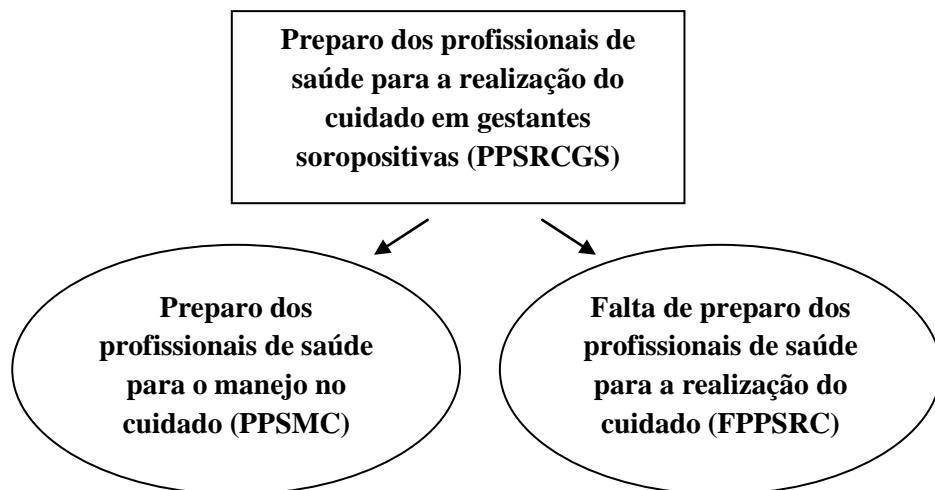 Preparo dos profissionais de
saúde para a realização do
cuidado em gestantes
soropositivas (PPSRCGS)
Preparo dos
profissionais de saúde
para o manejo no
cuidado (PPSMC)
Falta de preparo dos
profissionais de saúde
para a realização do
cuidado (FPPSRC)